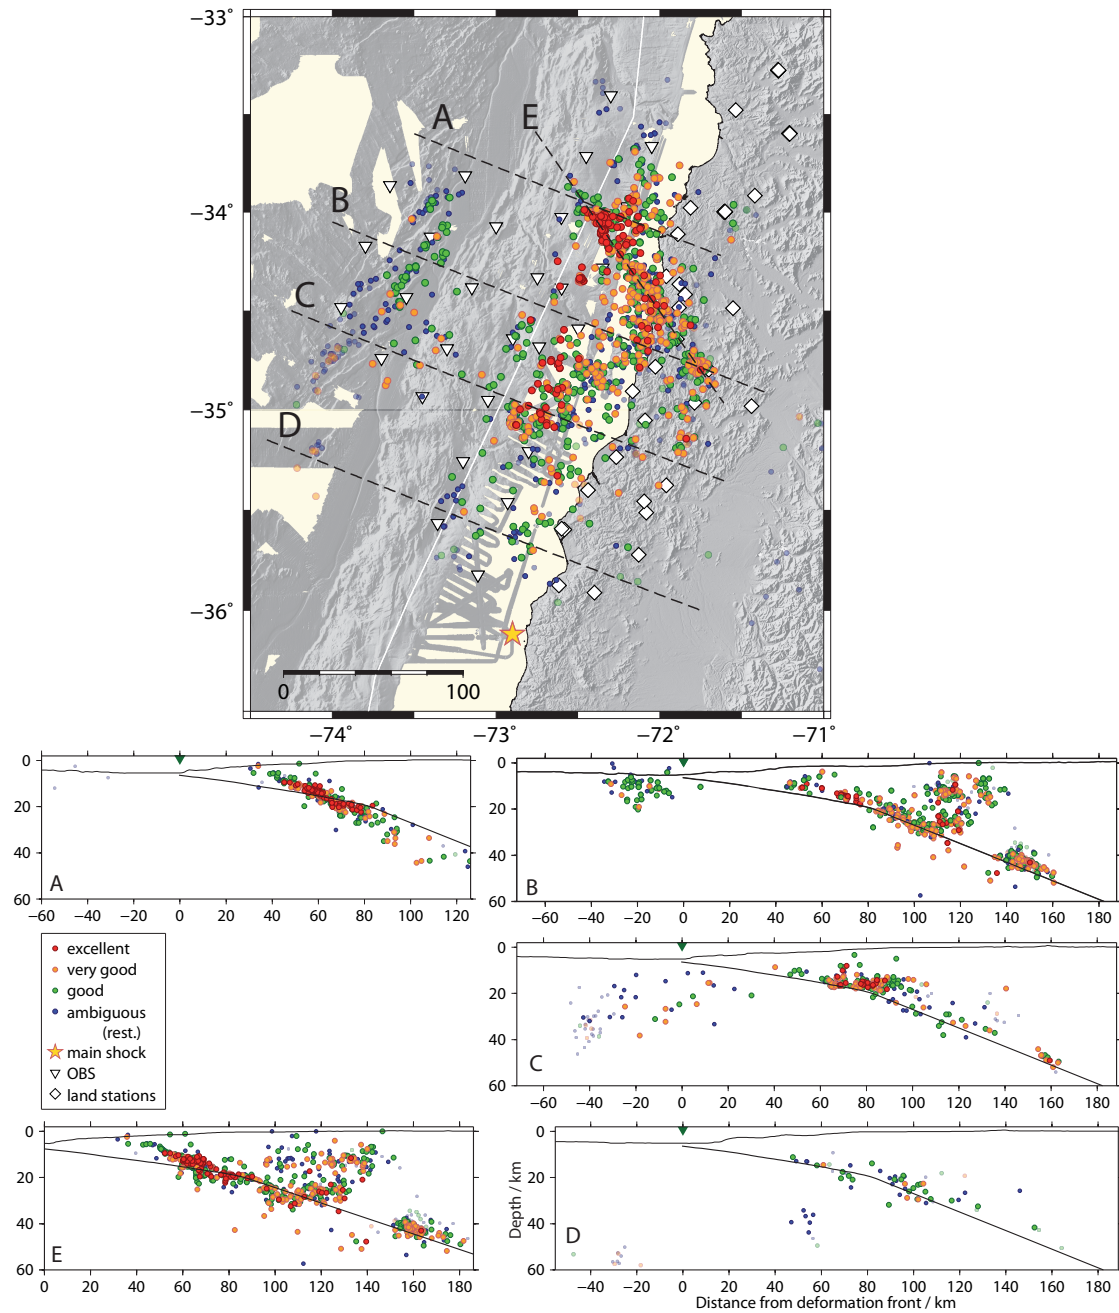 −33°
−34°
−35°
−36°
A
E
B
C
D
0
100
−74°
−73°
−72°
−71°
0
20
40
60
A
−60 −40 −20 0 20 40 60 80 100 120
0
20
40
60
B
−60 −40 −20 0 20 40 60 80 100 120 140 160 180
excellent
very good
good
ambiguous
(rest.)
main shock
OBS
land stations
0
20
40
60
C
−60 −40 −20 0 20 40 60 80 100 120 140 160 180
0
20
40
60
E
0 20 40 60 80 100 120 140 160 180
0
20
40
60
Depth / km
D
−60 −40 −20 0 20 40 60 80 100 120 140 160 180
Distance from deformation front / km